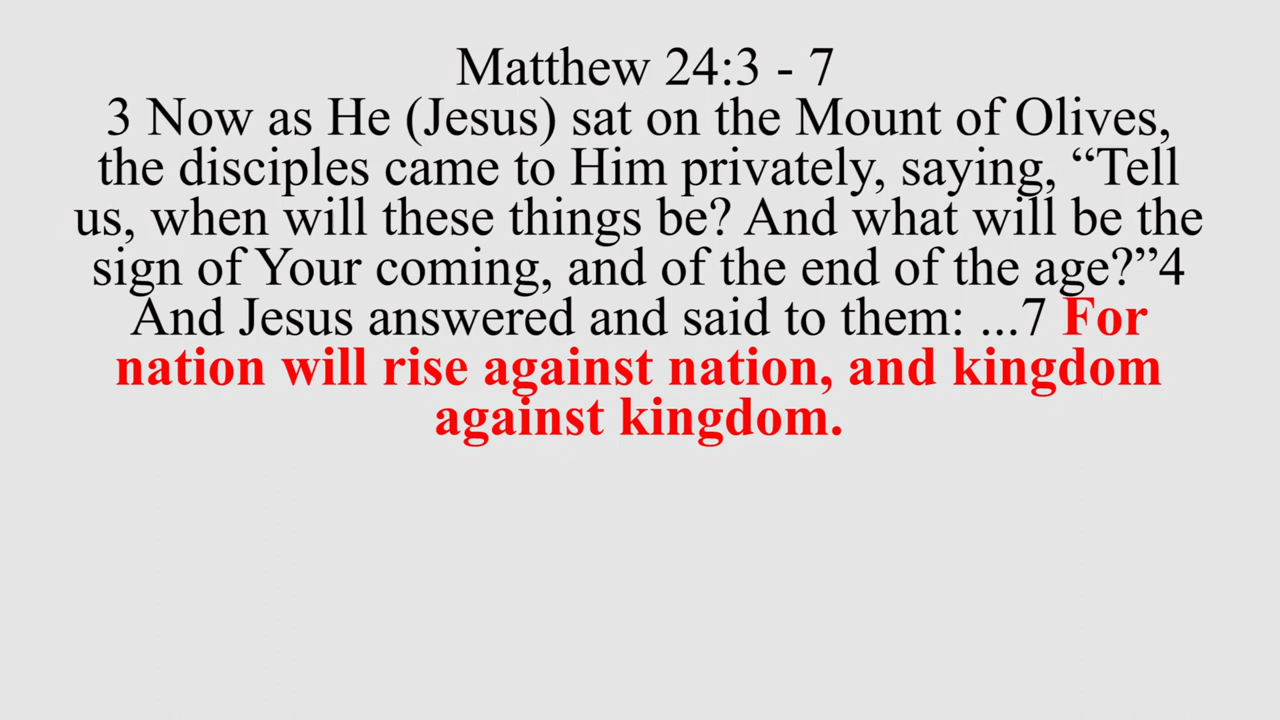 Matthew 24:3 - 7
3 Now as He (Jesus) sat on the Mount of Olives,
the disciples came to Him privately, saying, “Tell
us, when will these things be? And what will be the
sign of Your coming, and of the end of the age?”4
And Jesus answered and said to them: ...7 For
nation will rise against nation, and kingdom
against kingdom.